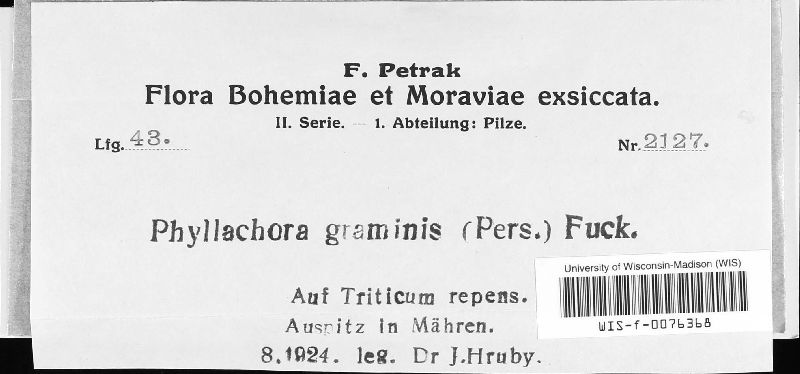 F. Petrak
Flora Bohemiae et Moraviae exsiccata.
II. Serie. — 1. Abteilung: Pilze.
Lfg. 43. Nr. 2127.
Phyllachora graminis (Pers.) Fuck.
University of Wisconsin-Madison (WIS)
WIS-f-0076368
Auf Triticum repens.
Auspitz in Mähren.
8.1924. leg. Dr J.Hruby.